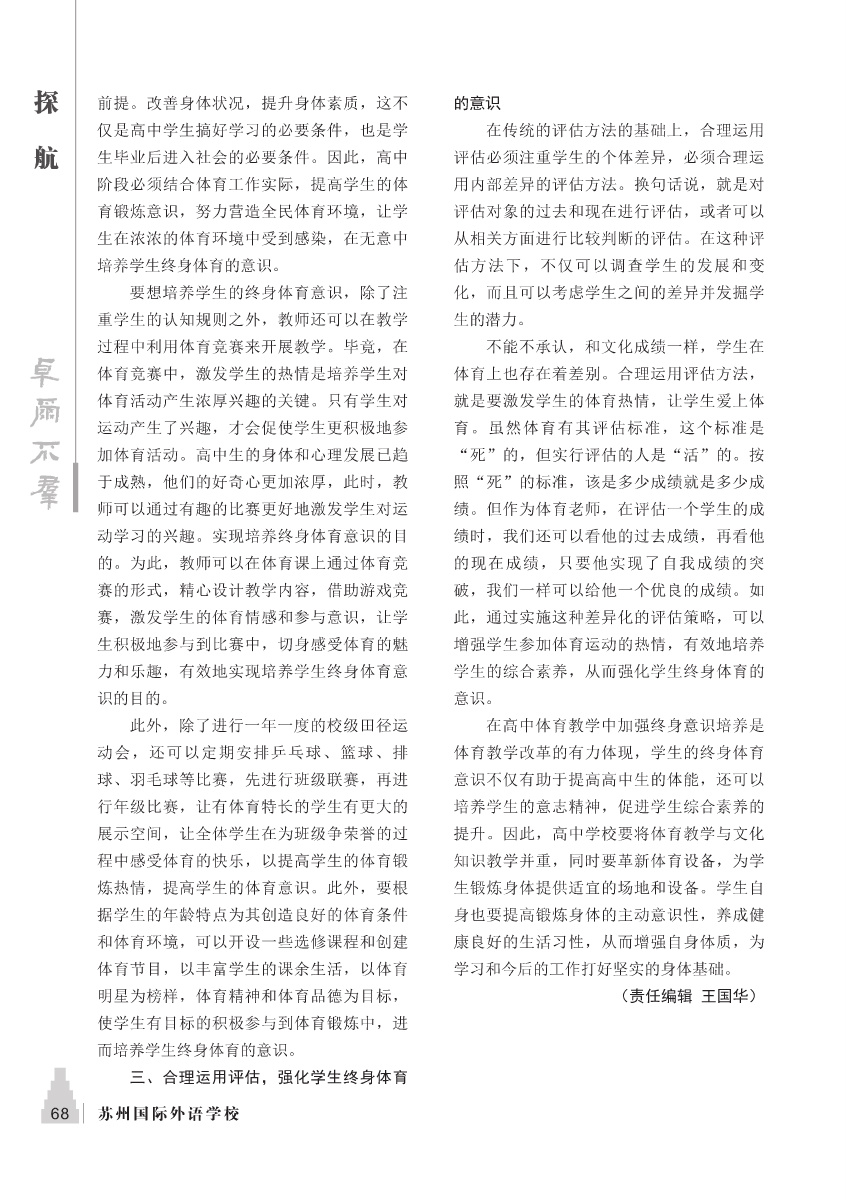 探
航
卓爾不羣
前提。改善身体状况，提升身体素质，这不
仅是高中学生搞好学习的必要条件，也是学
生毕业后进入社会的必要条件。因此，高中
阶段必须结合体育工作实际，提高学生的体
育锻炼意识，努力营造全民体育环境，让学
生在浓浓的体育环境中受到感染，在无意中
培养学生终身体育的意识。
要想培养学生的终身体育意识，除了注
重学生的认知规则之外，教师还可以在教学
过程中利用体育竞赛来开展教学。毕竟，在
体育竞赛中，激发学生的热情是培养学生对
体育活动产生浓厚兴趣的关键。只有学生对
运动产生了兴趣，才会促使学生更积极地参
加体育活动。高中生的身体和心理发展已趋
于成熟，他们的好奇心更加浓厚，此时，教
师可以通过有趣的比赛更好地激发学生对运
动学习的兴趣。实现培养终身体育意识的目
的。为此，教师可以在体育课上通过体育竞
赛的形式，精心设计教学内容，借助游戏竞
赛，激发学生的体育情感和参与意识，让学
生积极地参与到比赛中，切身感受体育的魅
力和乐趣，有效地实现培养学生终身体育意
识的目的。
此外，除了进行一年一度的校级田径运
动会，还可以定期安排乒乓球、篮球、排
球、羽毛球等比赛，先进行班级联赛，再进
行年级比赛，让有体育特长的学生有更大的
展示空间，让全体学生在为班级争荣誉的过
程中感受体育的快乐，以提高学生的体育锻
炼热情，提高学生的体育意识。此外，要根
据学生的年龄特点为其创造良好的体育条件
和体育环境，可以开设一些选修课程和创建
体育节目，以丰富学生的课余生活，以体育
明星为榜样，体育精神和体育品德为目标，
使学生有目标的积极参与到体育锻炼中，进
而培养学生终身体育的意识。
三、合理运用评估，强化学生终身体育
的意识
在传统的评估方法的基础上，合理运用
评估必须注重学生的个体差异，必须合理运
用内部差异的评估方法。换句话说，就是对
评估对象的过去和现在进行评估，或者可以
从相关方面进行比较判断的评估。在这种评
估方法下，不仅可以调查学生的发展和变
化，而且可以考虑学生之间的差异并发掘学
生的潜力。
不能不承认，和文化成绩一样，学生在
体育上也存在着差别。合理运用评估方法，
就是要激发学生的体育热情，让学生爱上体
育。虽然体育有其评估标准，这个标准是
“死”的，但实行评估的人是“活”的。按
照“死”的标准，该是多少成绩就是多少成
绩。但作为体育老师，在评估一个学生的成
绩时，我们还可以看他的过去成绩，再看他
的现在成绩，只要他实现了自我成绩的突
破，我们一样可以给他一个优良的成绩。如
此，通过实施这种差异化的评估策略，可以
增强学生参加体育运动的热情，有效地培养
学生的综合素养，从而强化学生终身体育的
意识。
在高中体育教学中加强终身意识培养是
体育教学改革的有力体现，学生的终身体育
意识不仅有助于提高高中生的体能，还可以
培养学生的意志精神，促进学生综合素养的
提升。因此，高中学校要将体育教学与文化
知识教学并重，同时要革新体育设备，为学
生锻炼身体提供适宜的场地和设备。学生自
身也要提高锻炼身体的主动意识性，养成健
康良好的生活习性，从而增强自身体质，为
学习和今后的工作打好坚实的身体基础。
（责任编辑 王国华）
68 苏州国际外语学校